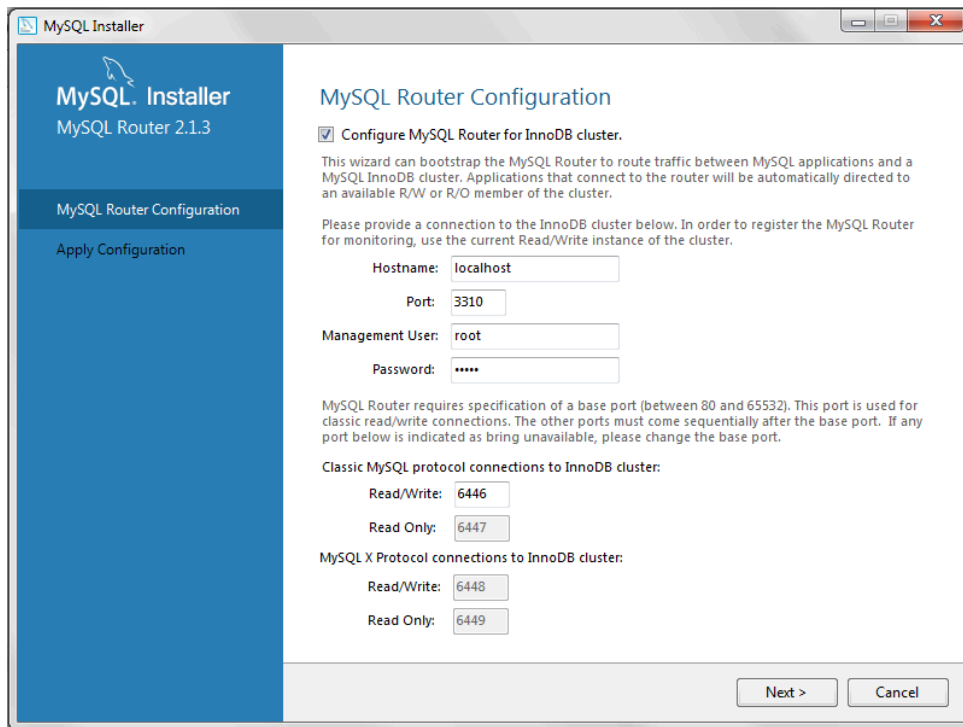 MySQL Installer
MySQL. Installer
MySQL Router 2.1.3
MySQL Router Configuration
Apply Configuration
MySQL Router Configuration
Configure MySQL Router for InnoDB cluster.
This wizard can bootstrap the MySQL Router to route traffic between MySQL applications and a
MySQL InnoDB cluster. Applications that connect to the router will be automatically directed to
an available R/W or R/O member of the cluster.
Please provide a connection to the InnoDB cluster below. In order to register the MySQL Router
for monitoring, use the current Read/Write instance of the cluster.
Hostname: localhost
Port: 3310
Management User: root
Password: •••••
MySQL Router requires specification of a base port (between 80 and 65532). This port is used for
classic read/write connections. The other ports must come sequentially after the base port. If any
port below is indicated as bring unavailable, please change the base port.
Classic MySQL protocol connections to InnoDB cluster:
Read/Write: 6446
Read Only: 6447
MySQL X Protocol connections to InnoDB cluster:
Read/Write: 6448
Read Only: 6449
Next > Cancel